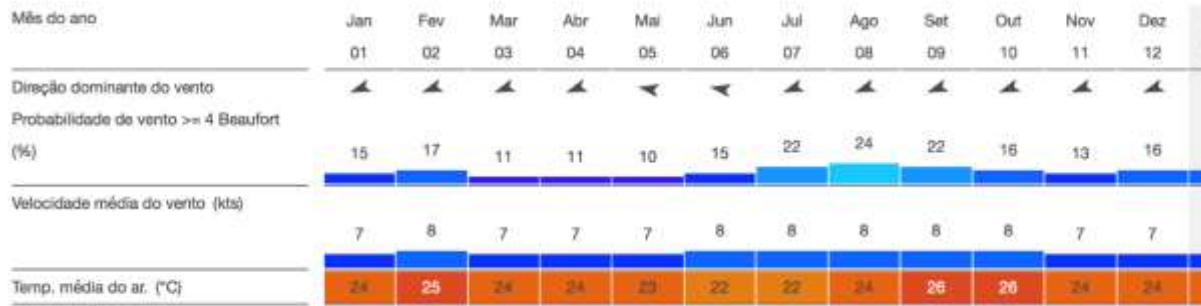 Mês do ano Jan Fev Mar Abr Mai Jun Jul Ago Set Out Nov Dez
01 02 03 04 05 06 07 08 09 10 11 12
Direção dominante do vento
Probabilidade de vento >= 4 Beaufort
(%) 15 17 11 11 10 15 22 24 22 16 13 16
Velocidade média do vento (kts)
7 8 7 7 7 8 8 8 8 8 7 7
Temp. média do ar. (°C) 24 25 24 24 23 22 22 24 26 26 24 24